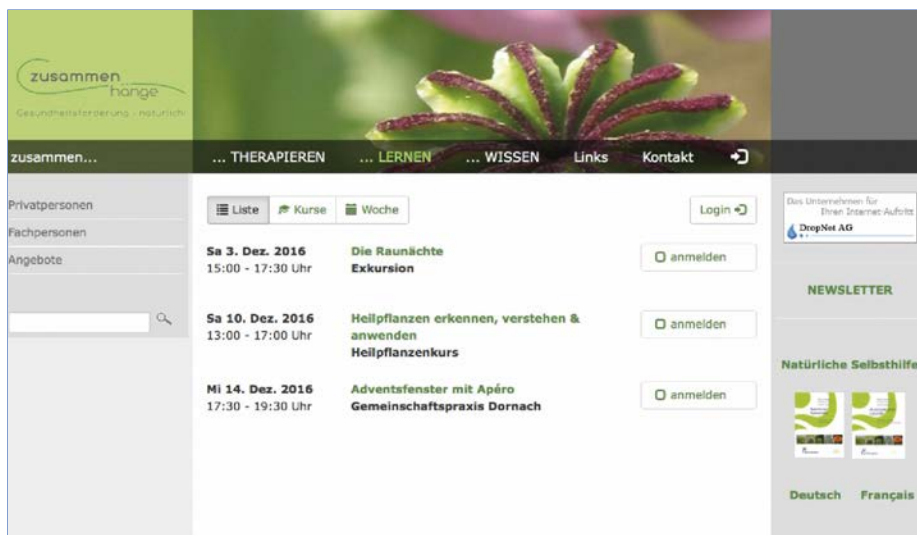 zusammen
hänge
Gesundheitsförderung - natürlich!
zusammen...
... THERAPIEREN ... LERNEN ... WISSEN Links Kontakt
Privatpersonen
Fachpersonen
Angebote
Liste Kurse Woche Login
Sa 3. Dez. 2016 Die Raunächte anmelden
15:00 - 17:30 Uhr Exkursion
Sa 10. Dez. 2016 Heilpflanzen erkennen, verstehen & anmelden
13:00 - 17:00 Uhr anwenden
Heilpflanzenkurs
Mi 14. Dez. 2016 Adventsfenster mit Apéro anmelden
17:30 - 19:30 Uhr Gemeinschaftspraxis Dornach
Das Unternehmen für
Ihren Internet-Auftritt
DropNet AG
NEWSLETTER
Natürliche Selbsthilfe
Deutsch Français